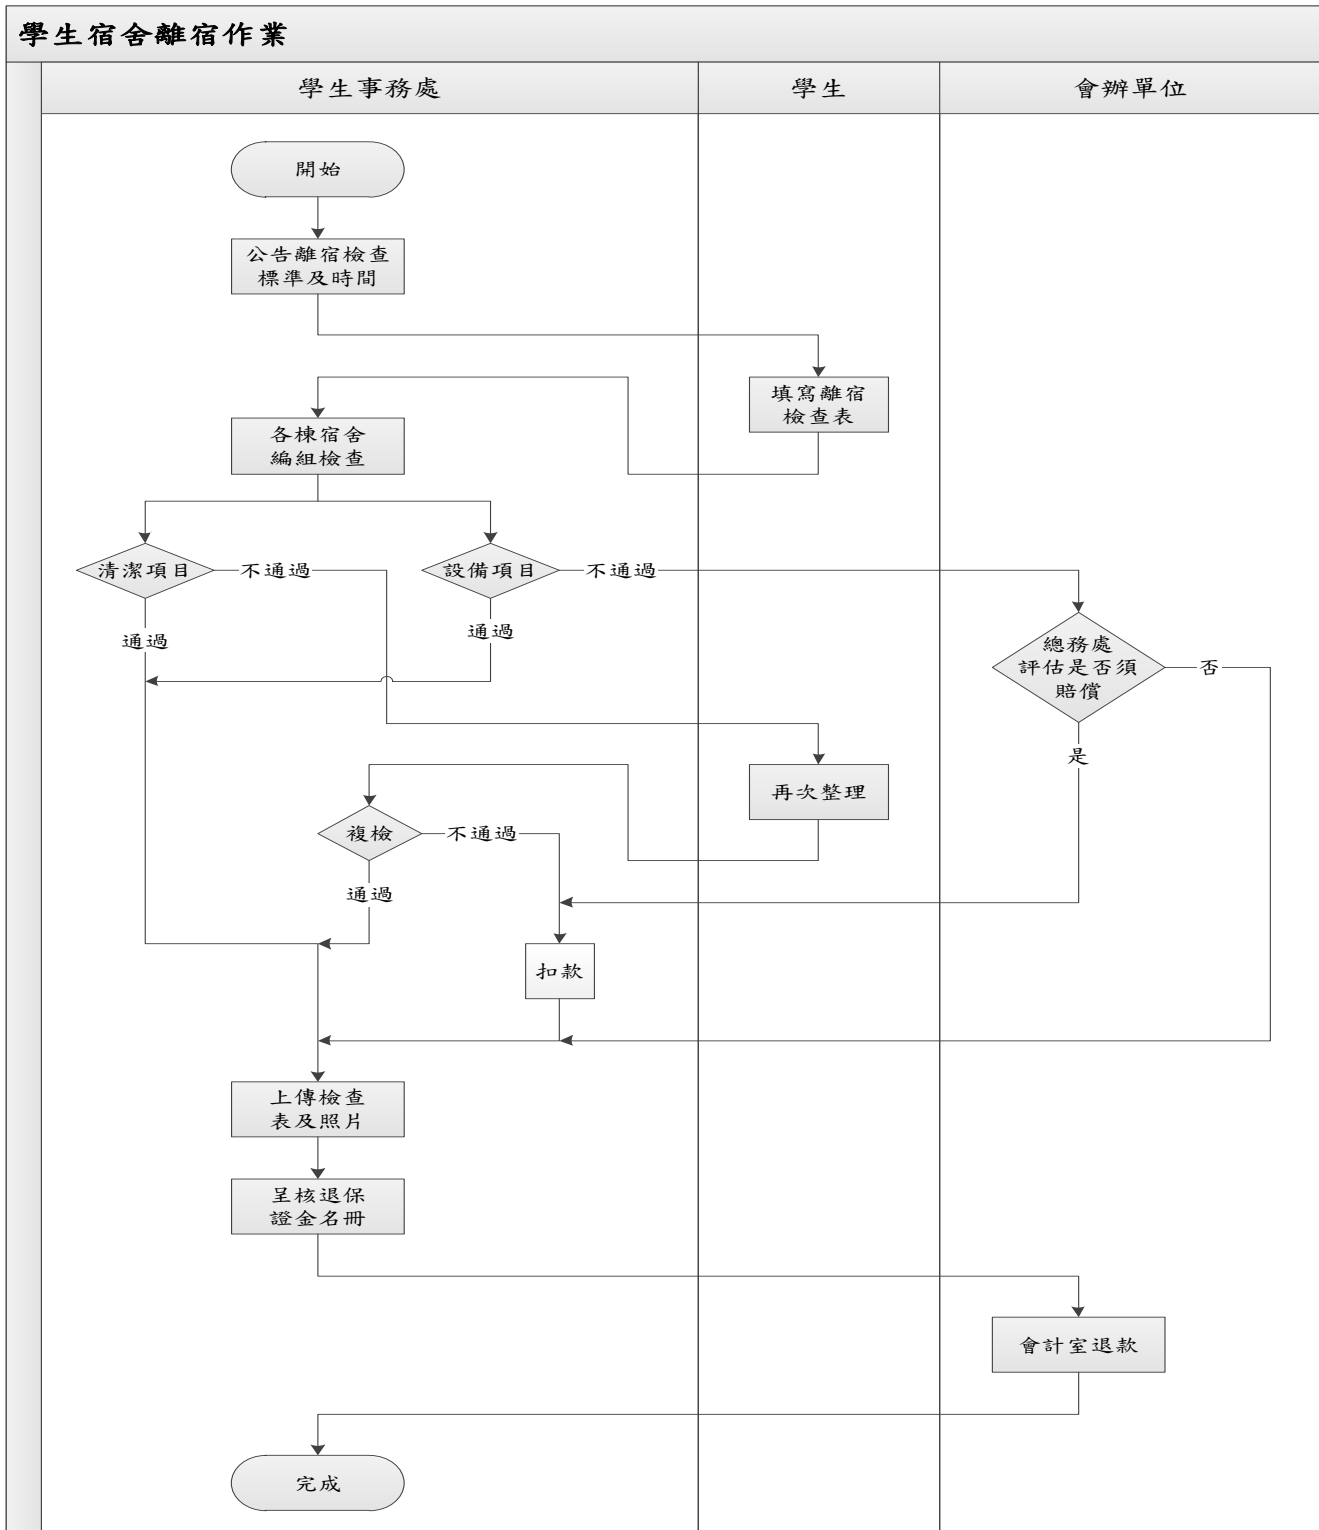 學生宿舍離宿作業
學生事務處
學生
會辦單位
開始
公告離宿檢查
標準及時間
填寫離宿
檢查表
各棟宿舍
編組檢查
清潔項目
不通過
設備項目
不通過
通過
通過
總務處
評估是否須
賠償
否
是
再次整理
複檢
不通過
通過
扣款
上傳檢查
表及照片
呈核退保
證金名冊
會計室退款
完成